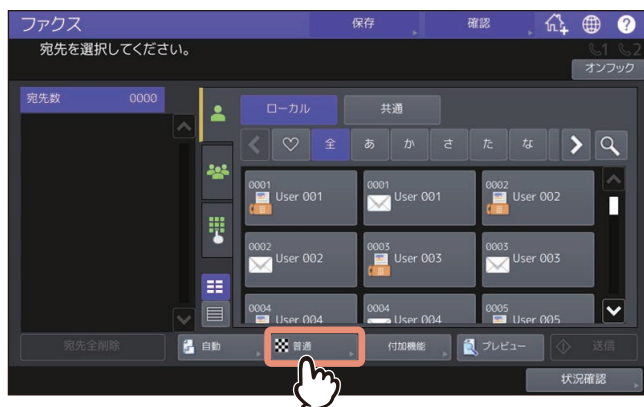 ファクス
保存
確認
?
宛先を選択してください。
1
2
オンフック
宛先数 0000
ローカル
共通
全
あ
か
さ
た
な
0001
User 001
0001
User 001
0002
User 002
0002
User 002
0003
User 003
0003
User 003
0004
User 004
0004
User 004
0005
User 005
宛先全削除
自動
普通
付加機能
プレビュー
送信
状況確認